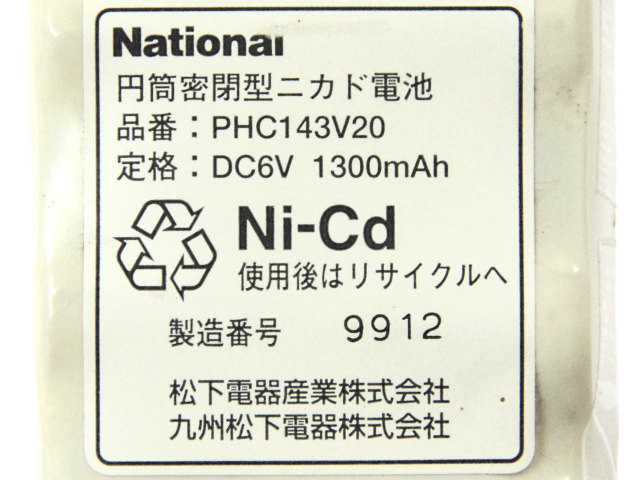 National
円筒密閉型ニカド電池
品番：PHC143V20
定格：DC6V 1300mAh
Ni-Cd
使用後はリサイクルへ
製造番号 9912
松下電器産業株式会社
九州松下電器株式会社